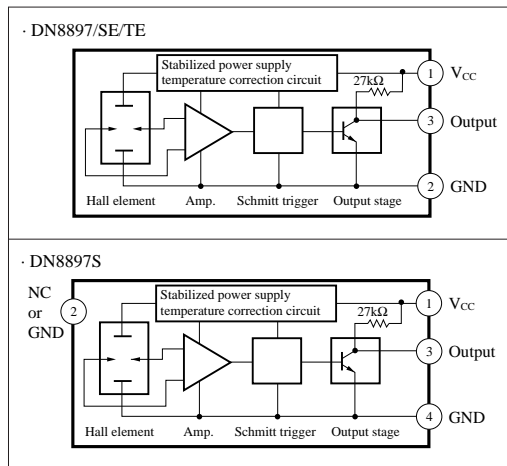 · DN8897/SE/TE
Stabilized power supply
temperature correction circuit
27kΩ
1 VCC
3 Output
2 GND
Hall element Amp. Schmitt trigger Output stage
· DN8897S
NC
or
GND
2
Stabilized power supply
temperature correction circuit
27kΩ
1 VCC
3 Output
4 GND
Hall element Amp. Schmitt trigger Output stage